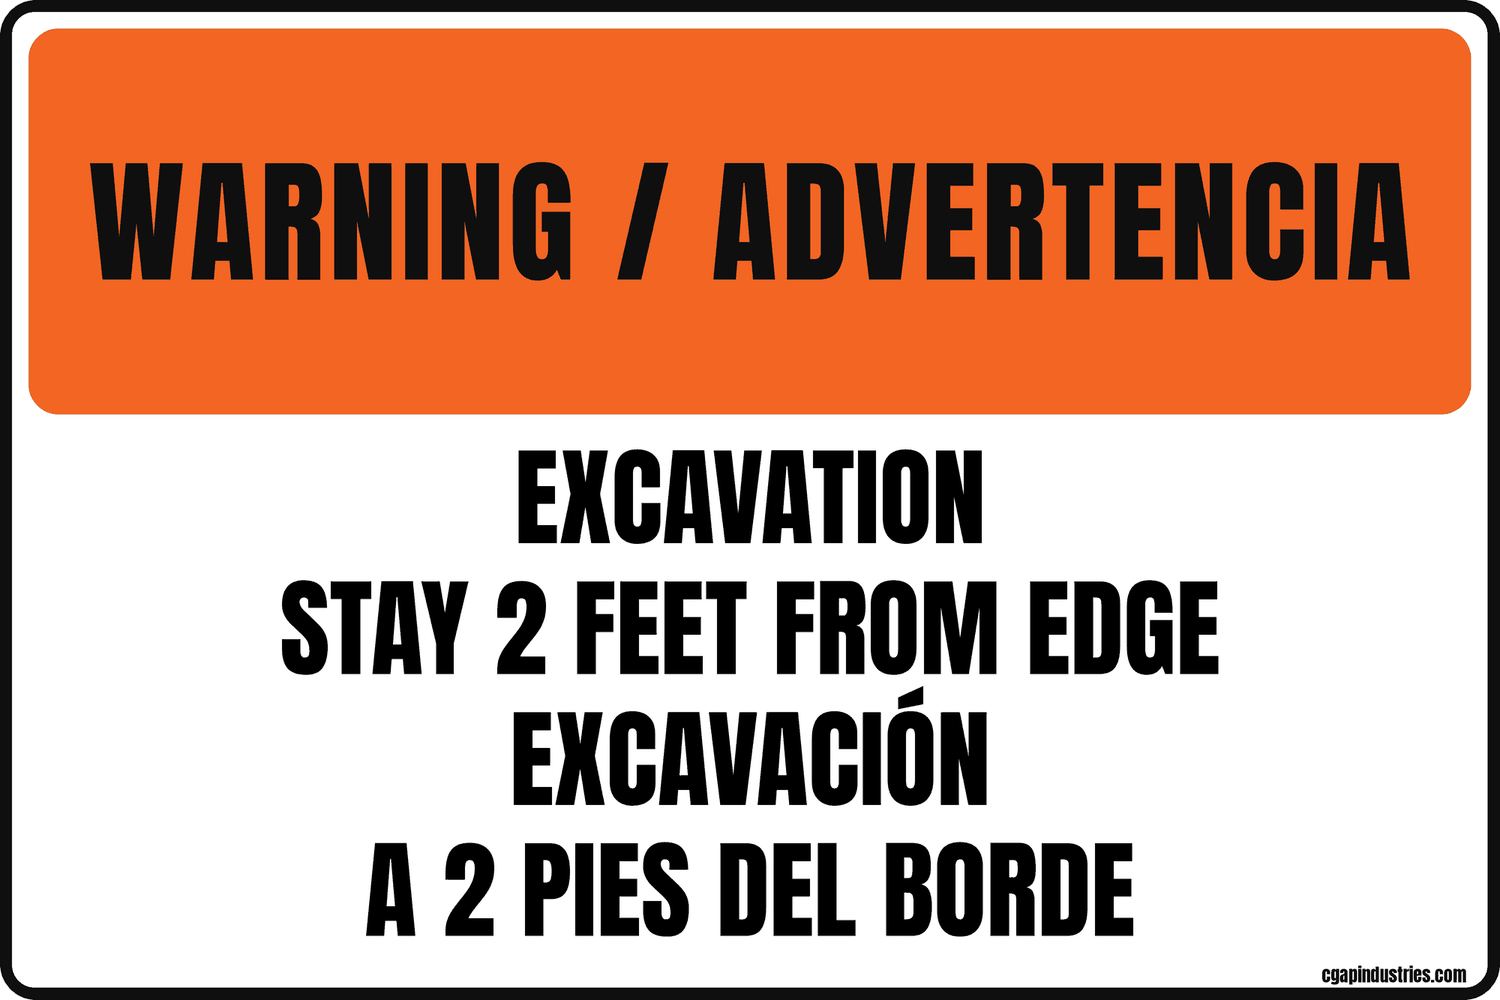 WARNING / ADVERTENCIA
EXCAVATION
STAY 2 FEET FROM EDGE
EXCAVACIÓN
A 2 PIES DEL BORDE
cgapindustries.com